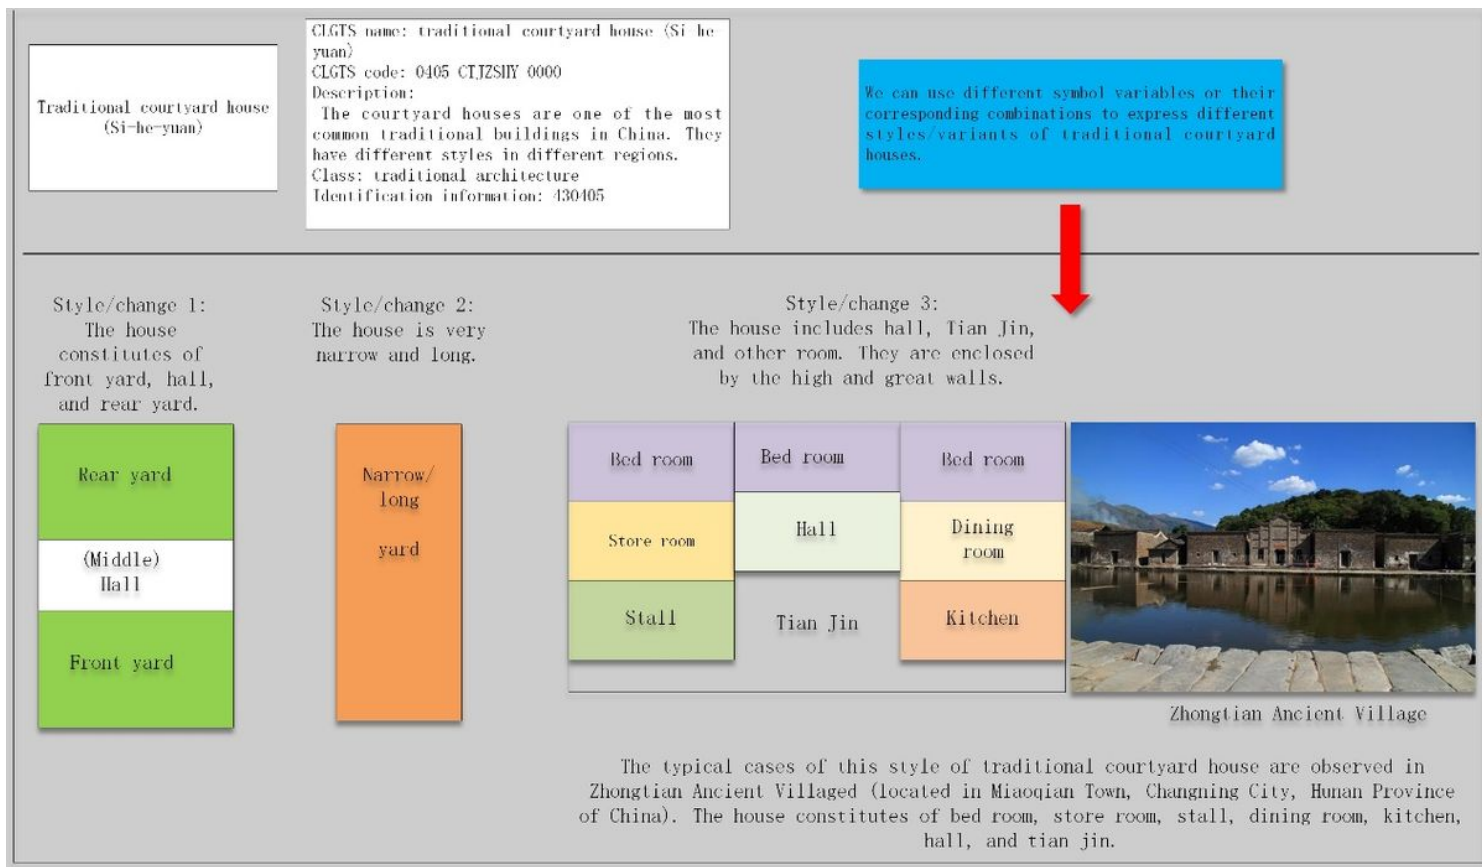 Traditional courtyard house
(Si-he-yuan)
CLGTS name: traditional courtyard house (Si he
yuan)
CLGTS code: 0405 CTJZSHY 0000
Description:
The courtyard houses are one of the most
common traditional buildings in China. They
have different styles in different regions.
Class: traditional architecture
Identification information: 430405
We can use different symbol variables or their
corresponding combinations to express different
styles/variants of traditional courtyard
houses.
Style/change 1:
The house
constitutes of
front yard, hall,
and rear yard.
Rear yard
(Middle)
Hall
Front yard
Style/change 2:
The house is very
narrow and long.
Narrow/
long
yard
Style/change 3:
The house includes hall, Tian Jin,
and other room. They are enclosed
by the high and great walls.
Bed room
Bed room
Bed room
Store room
Hall
Dining
room
Stall
Tian Jin
Kitchen
Zhongtian Ancient Village
The typical cases of this style of traditional courtyard house are observed in
Zhongtian Ancient Villaged (located in Miaoqian Town, Changning City, Hunan Province
of China). The house constitutes of bed room, store room, stall, dining room, kitchen,
hall, and tian jin.